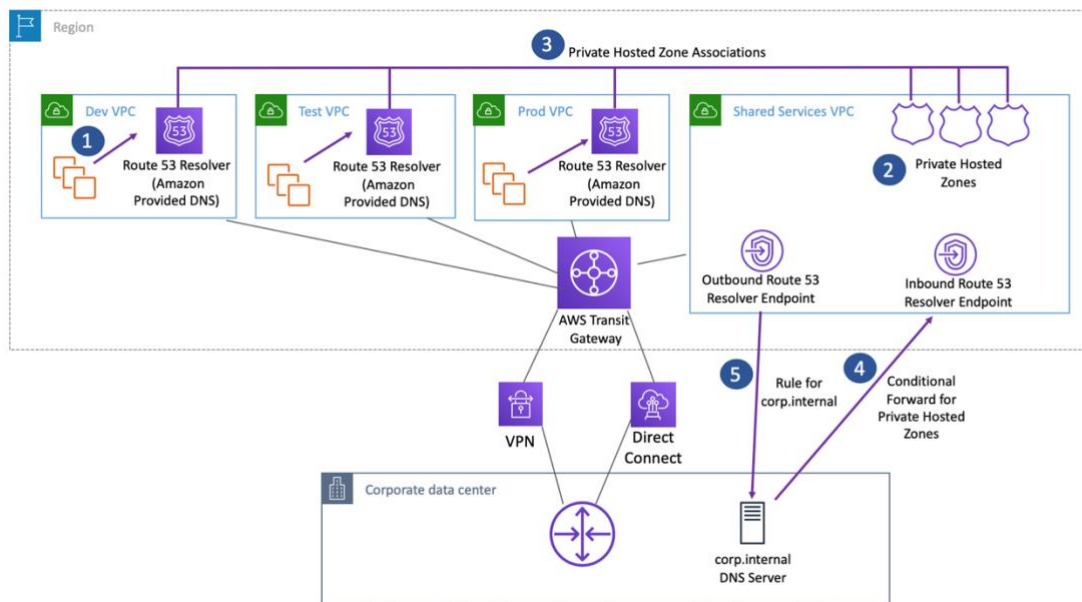 Region
3
Private Hosted Zone Associations
Dev VPC
1
53
Route 53 Resolver
(Amazon
Provided DNS)
Test VPC
53
Route 53 Resolver
(Amazon
Provided DNS)
Prod VPC
53
Route 53 Resolver
(Amazon
Provided DNS)
Shared Services VPC
2
Private Hosted
Zones
Outbound Route 53
Resolver Endpoint
Inbound Route 53
Resolver Endpoint
AWS Transit
Gateway
5
Rule for
corp.internal
4
Conditional
Forward for
Private Hosted
Zones
VPN
Direct
Connect
Corporate data center
corp.internal
DNS Server